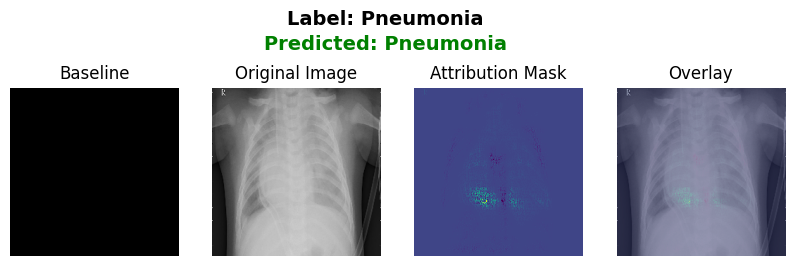 Label: Pneumonia
Predicted: Pneumonia
Baseline
Original Image
Attribution Mask
Overlay
R
R